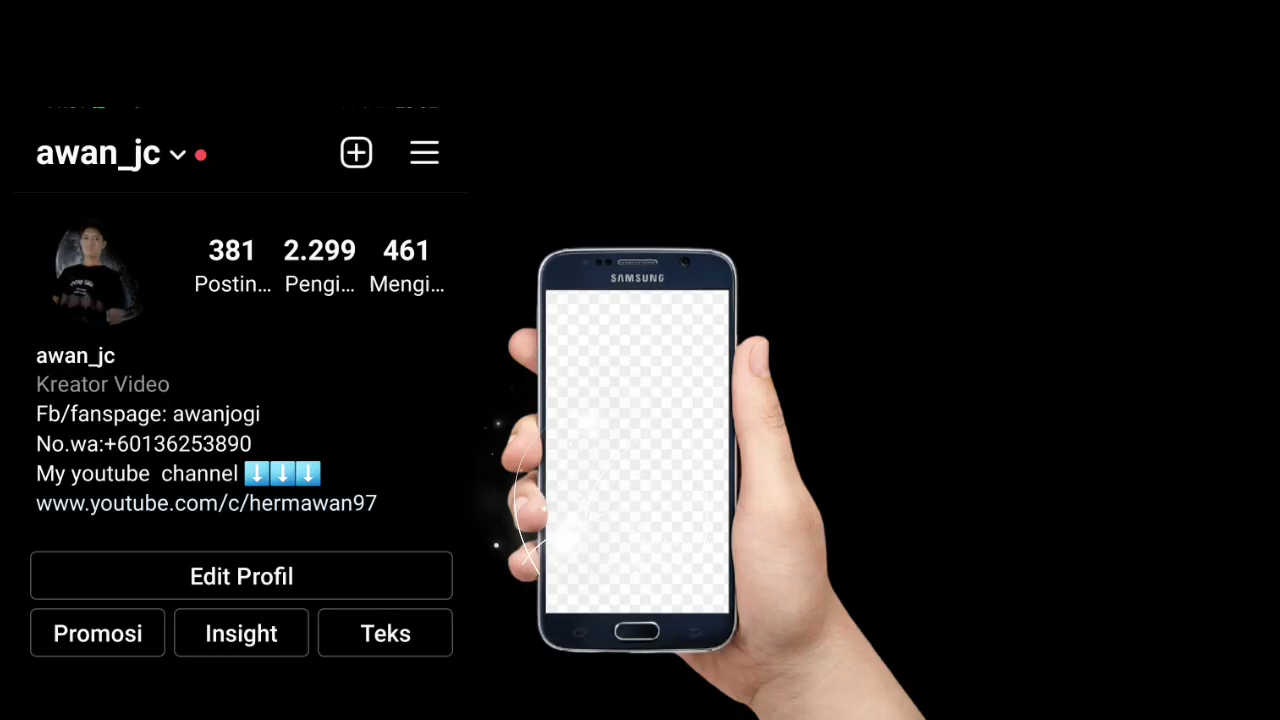 awan_jc
381 2.299 461
Postin... Pengi... Mengi...
awan_jc
Kreator Video
Fb/fanspage: awanjogi
No.wa:+60136253890
My youtube channel ⬇️⬇️⬇️
www.youtube.com/c/hermawan97
Edit Profil
Promosi Insight Teks
SAMSUNG